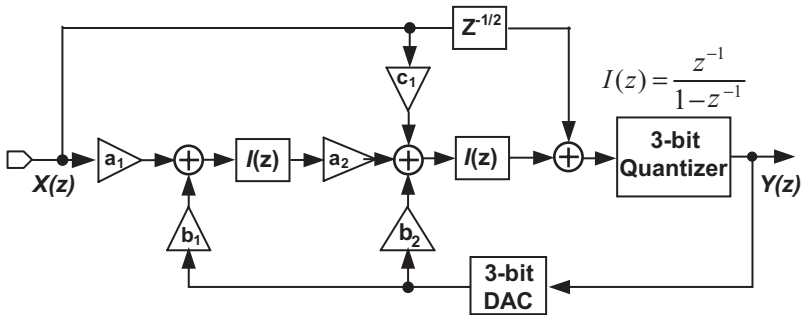 Z-1/2
c1
I(z) = z-1 / 1-z-1
a1
I(z)
a2
I(z)
3-bit
Quantizer
X(z)
Y(z)
b1
b2
3-bit
DAC